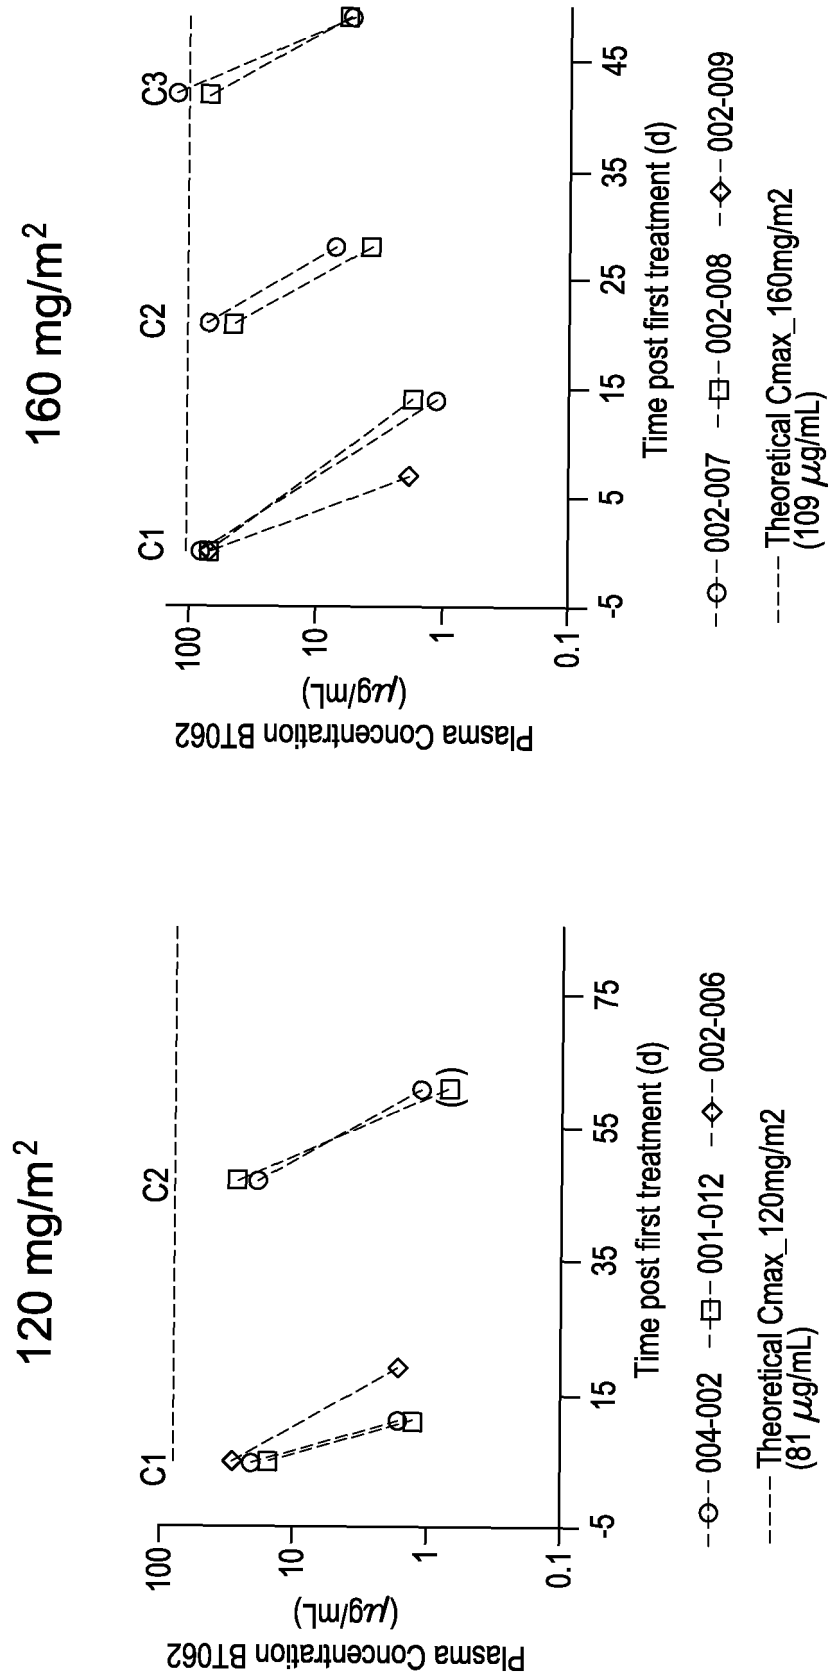 120 mg/m²
C1
C2
100
10
1
0.1
Plasma Concentration BT062
(µg/mL)
( )
-5
15
35
55
75
Time post first treatment (d)
004-002 001-012 002-006
Theoretical Cmax_120mg/m2
(81 µg/mL)
160 mg/m²
C1
C2
C3
100
10
1
0.1
Plasma Concentration BT062
(µg/mL)
-5
5
15
25
35
45
Time post first treatment (d)
002-007 002-008 002-009
Theoretical Cmax_160mg/m2
(109 µg/mL)